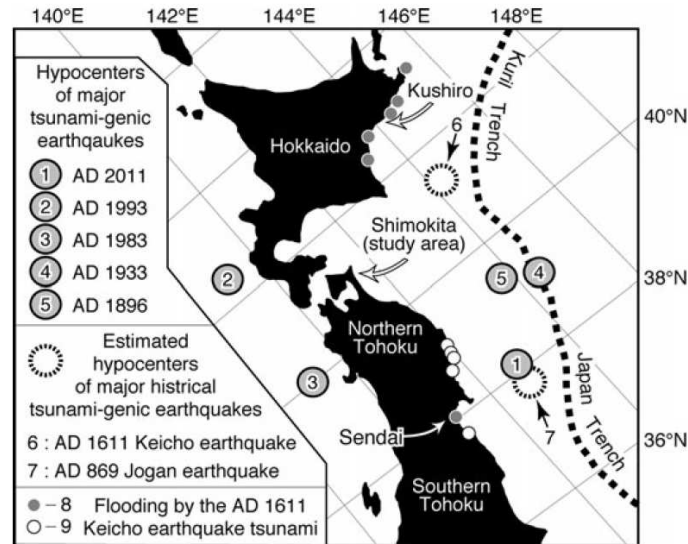 140°E 142°E 144°E 146°E 148°E
40°N
38°N
36°N
Hypocenters
of major
tsunami-genic
earthqaukes
1 AD 2011
2 AD 1993
3 AD 1983
4 AD 1933
5 AD 1896
Estimated
hypocenters
of major histrical
tsunami-genic earthquakes
6 : AD 1611 Keicho earthquake
7 : AD 869 Jogan earthquake
– 8 Flooding by the AD 1611
– 9 Keicho earthquake tsunami
Kushiro
Hokkaido
Kuril
Trench
6
Shimokita
(study area)
2
5
4
Northern
Tohoku
3
1
7
Japan
Trench
Sendai
Southern
Tohoku